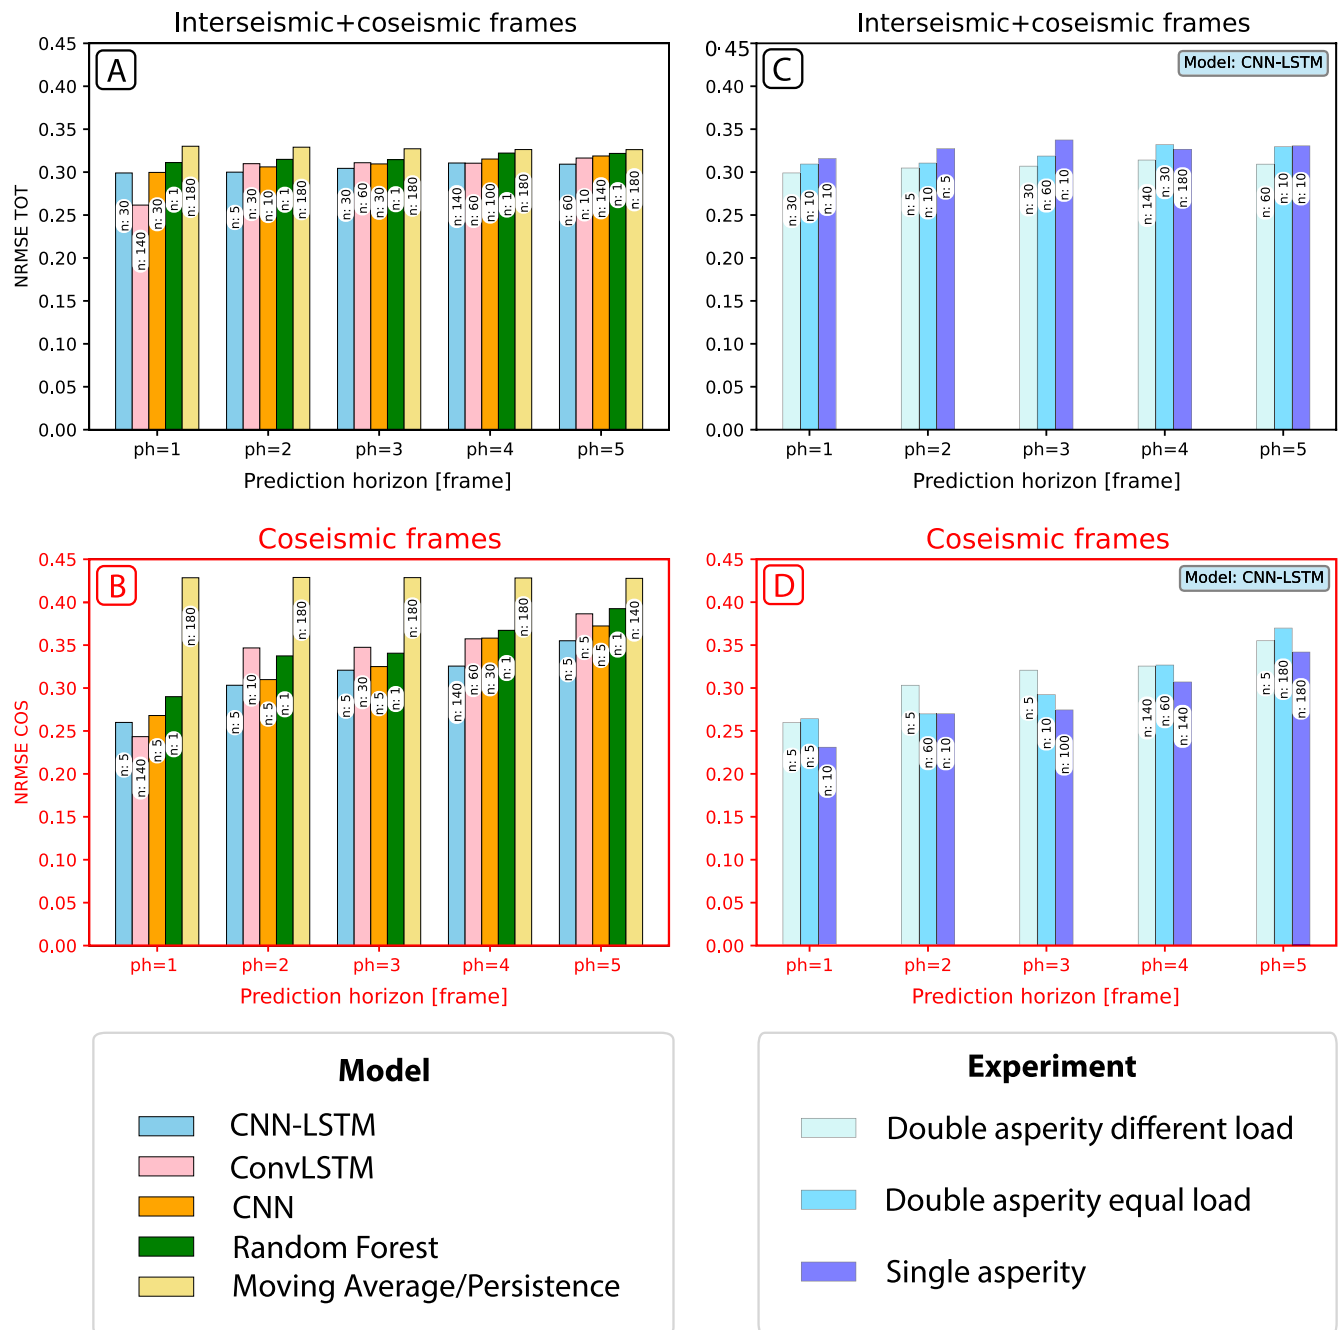 Interseismic+coseismic frames
A
NRMSE TOT
0.45
0.40
0.35
0.30
0.25
0.20
0.15
0.10
0.05
0.00
n: 30
n: 140
n: 30
n: 1
n: 180
n: 5
n: 30
n: 10
n: 1
n: 180
n: 30
n: 60
n: 30
n: 1
n: 180
n: 140
n: 60
n: 100
n: 1
n: 180
n: 60
n: 10
n: 140
n: 1
n: 180
ph=1 ph=2 ph=3 ph=4 ph=5
Prediction horizon [frame]
Interseismic+coseismic frames
C
Model: CNN-LSTM
0.45
0.40
0.35
0.30
0.25
0.20
0.15
0.10
0.05
0.00
n: 30
n: 10
n: 10
n: 5
n: 10
n: 5
n: 30
n: 60
n: 10
n: 140
n: 30
n: 180
n: 60
n: 10
n: 10
ph=1 ph=2 ph=3 ph=4 ph=5
Prediction horizon [frame]
Coseismic frames
B
NRMSE COS
0.45
0.40
0.35
0.30
0.25
0.20
0.15
0.10
0.05
0.00
n: 5
n: 140
n: 5
n: 1
n: 180
n: 5
n: 10
n: 5
n: 1
n: 180
n: 5
n: 30
n: 5
n: 1
n: 180
n: 140
n: 60
n: 30
n: 1
n: 180
n: 5
n: 5
n: 5
n: 1
n: 140
ph=1 ph=2 ph=3 ph=4 ph=5
Prediction horizon [frame]
Coseismic frames
D
Model: CNN-LSTM
0.45
0.40
0.35
0.30
0.25
0.20
0.15
0.10
0.05
0.00
n: 5
n: 5
n: 10
n: 5
n: 60
n: 10
n: 5
n: 10
n: 100
n: 140
n: 60
n: 140
n: 5
n: 180
n: 180
ph=1 ph=2 ph=3 ph=4 ph=5
Prediction horizon [frame]
Model
CNN-LSTM
ConvLSTM
CNN
Random Forest
Moving Average/Persistence
Experiment
Double asperity different load
Double asperity equal load
Single asperity